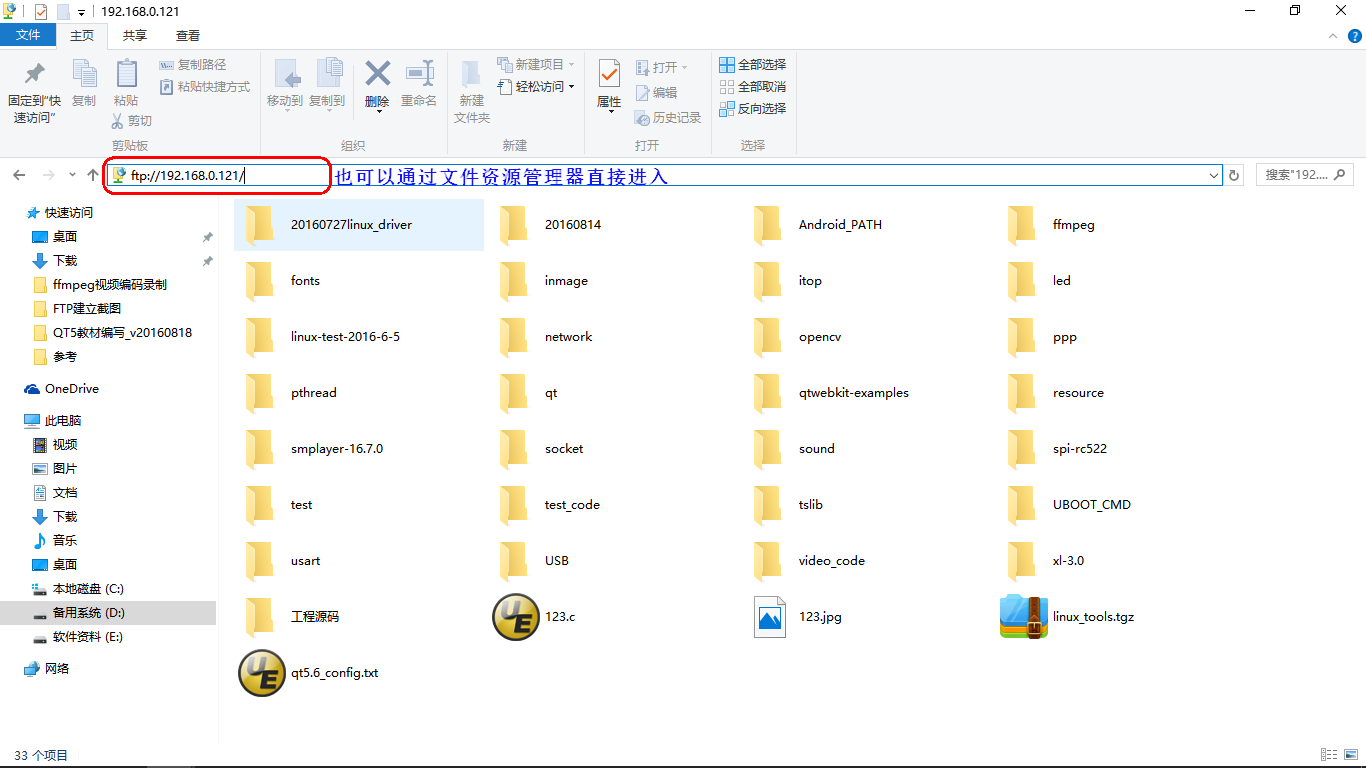 192.168.0.121
文件 主页 共享 查看
固定到"快速访问"
复制
粘贴
复制路径
粘贴快捷方式
剪切
剪贴板
移动到
复制到
删除
重命名
组织
新建文件夹
新建项目
轻松访问
新建
属性
打开
编辑
历史记录
打开
全部选择
全部取消
反向选择
选择
ftp://192.168.0.121/ 也可以通过文件资源管理器直接进入
搜索"192....
快速访问
桌面
下载
ffmpeg视频编码录制
FTP建立截图
QT5教材编写_v20160818
参考
OneDrive
此电脑
视频
图片
文档
下载
音乐
桌面
本地磁盘 (C:)
备用系统 (D:)
软件资料 (E:)
网络
20160727linux_driver 20160814 Android_PATH ffmpeg
fonts inmage itop led
linux-test-2016-6-5 network opencv ppp
pthread qt qtwebkit-examples resource
smplayer-16.7.0 socket sound spi-rc522
test test_code tslib UBOOT_CMD
usart USB video_code xl-3.0
工程源码 123.c 123.jpg linux_tools.tgz
qt5.6_config.txt
33 个项目